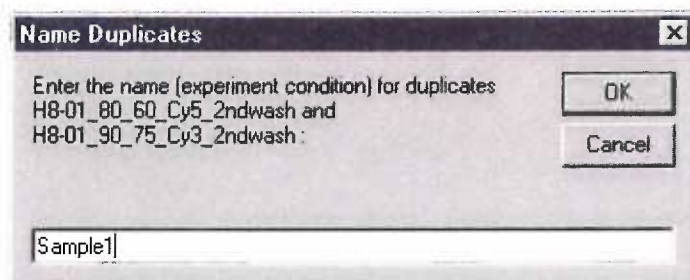 Name Duplicates
Enter the name (experiment condition) for duplicates
H8-01_80_60_Cy5_2ndwash and
H8-01_90_75_Cy3_2ndwash :
OK
Cancel
Sample1